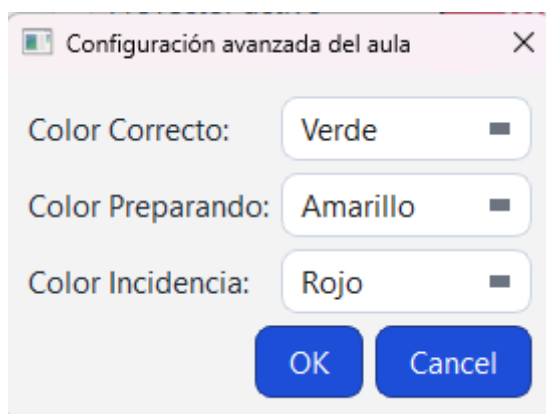 Configuración avanzada del aula
Color Correcto: Verde
Color Preparando: Amarillo
Color Incidencia: Rojo
OK Cancel